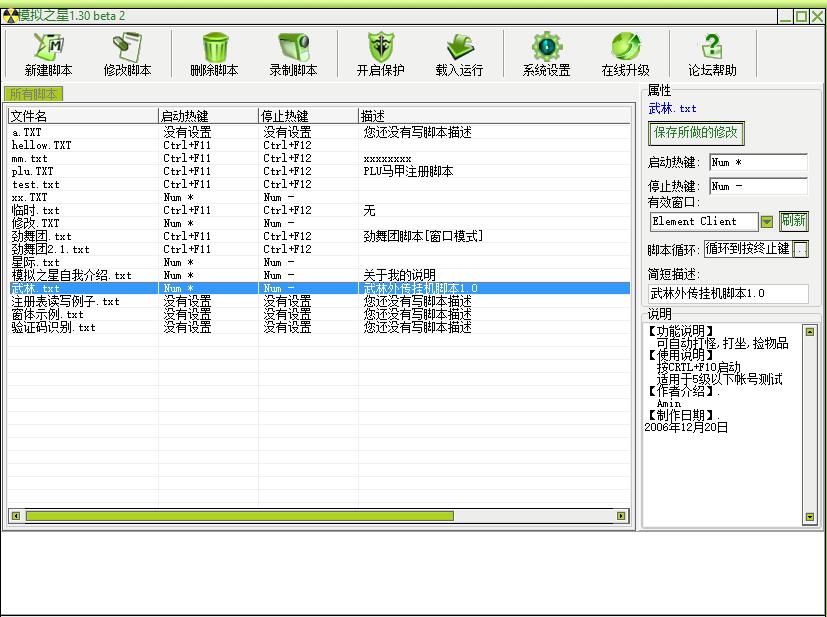 模拟之星1.30 beta 2
新建脚本 修改脚本 删除脚本 录制脚本 开启保护 载入运行 系统设置 在线升级 论坛帮助
所有脚本
文件名 启动热键 停止热键 描述
a.TXT 没有设置 没有设置 您还没有写脚本描述
hellow.TXT Ctrl+F11 Ctrl+F12
mm.txt Ctrl+F11 Ctrl+F12 xxxxxxxx
plu.TXT Ctrl+F11 Ctrl+F12 PLU马甲注册脚本
test.txt Ctrl+F11 Ctrl+F12
xx.TXT Num * Num -
临时.txt Ctrl+F11 Ctrl+F12 无
修改.TXT Num * Num -
劲舞团.txt Ctrl+F11 Ctrl+F12 劲舞团脚本[窗口模式]
劲舞团2.1.txt Ctrl+F11 Ctrl+F12
星际.txt Num * Num -
模拟之星自我介绍.txt Num * Num - 关于我的说明
武林.txt Num * Num - 武林外传挂机脚本1.0
注册表读写例子.txt 没有设置 没有设置 您还没有写脚本描述
窗体示例.txt 没有设置 没有设置 您还没有写脚本描述
验证码识别.txt 没有设置 没有设置 您还没有写脚本描述
属性
武林.txt
保存所做的修改
启动热键: Num *
停止热键: Num -
有效窗口:
Element Client 刷新
脚本循环: 循环到按终止键 ..
简短描述:
武林外传挂机脚本1.0
说明
【功能说明】
可自动打怪,打坐,捡物品
【使用说明】
按CRTL+F10启动
适用于5级以下帐号测试
【作者介绍】.
Amin
【制作日期】.
2006年12月20日